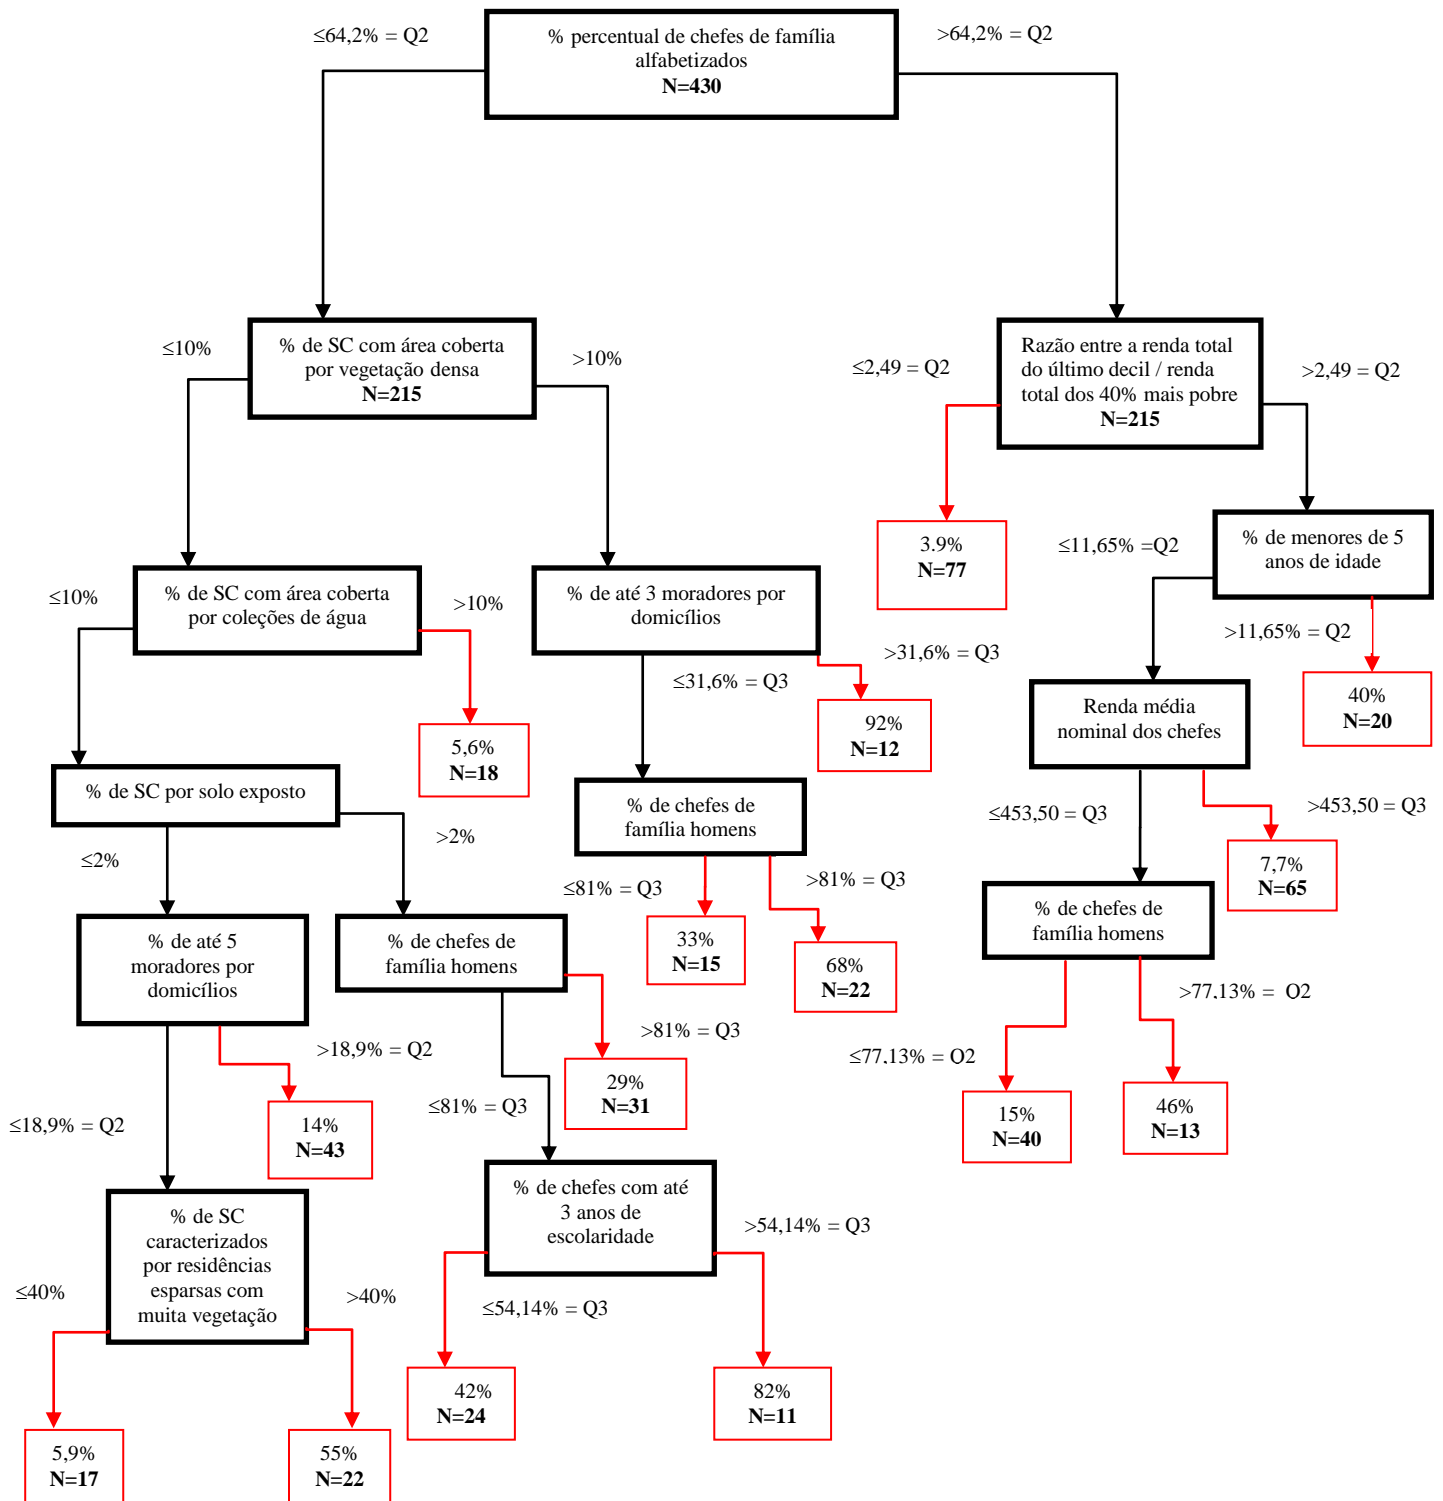 ≤64,2% = Q2
% percentual de chefes de família
alfabetizados
N=430
>64,2% = Q2
≤10%
% de SC com área coberta
por vegetação densa
N=215
>10%
≤2,49 = Q2
Razão entre a renda total
do último decil / renda
total dos 40% mais pobre
N=215
>2,49 = Q2
≤10%
% de SC com área coberta
por coleções de água
>10%
% de até 3 moradores por
domicílios
3.9%
N=77
≤11,65% =Q2
% de menores de 5
anos de idade
>11,65% = Q2
≤31,6% = Q3
>31,6% = Q3
5,6%
N=18
92%
N=12
Renda média
nominal dos chefes
40%
N=20
% de SC por solo exposto
% de chefes de
família homens
≤453,50 = Q3
>453,50 = Q3
≤2%
>2%
≤81% = Q3
>81% = Q3
7,7%
N=65
% de até 5
moradores por
domicílios
% de chefes de
família homens
33%
N=15
68%
N=22
% de chefes de
família homens
>18,9% = Q2
>81% = Q3
≤77,13% = O2
>77,13% =  O2
≤18,9% = Q2
14%
N=43
≤81% = Q3
29%
N=31
15%
N=40
46%
N=13
% de SC
caracterizados
por residências
esparsas com
muita vegetação
% de chefes com até
3 anos de
escolaridade
>54,14% = Q3
≤40%
>40%
≤54,14% = Q3
5,9%
N=17
55%
N=22
42%
N=24
82%
N=11